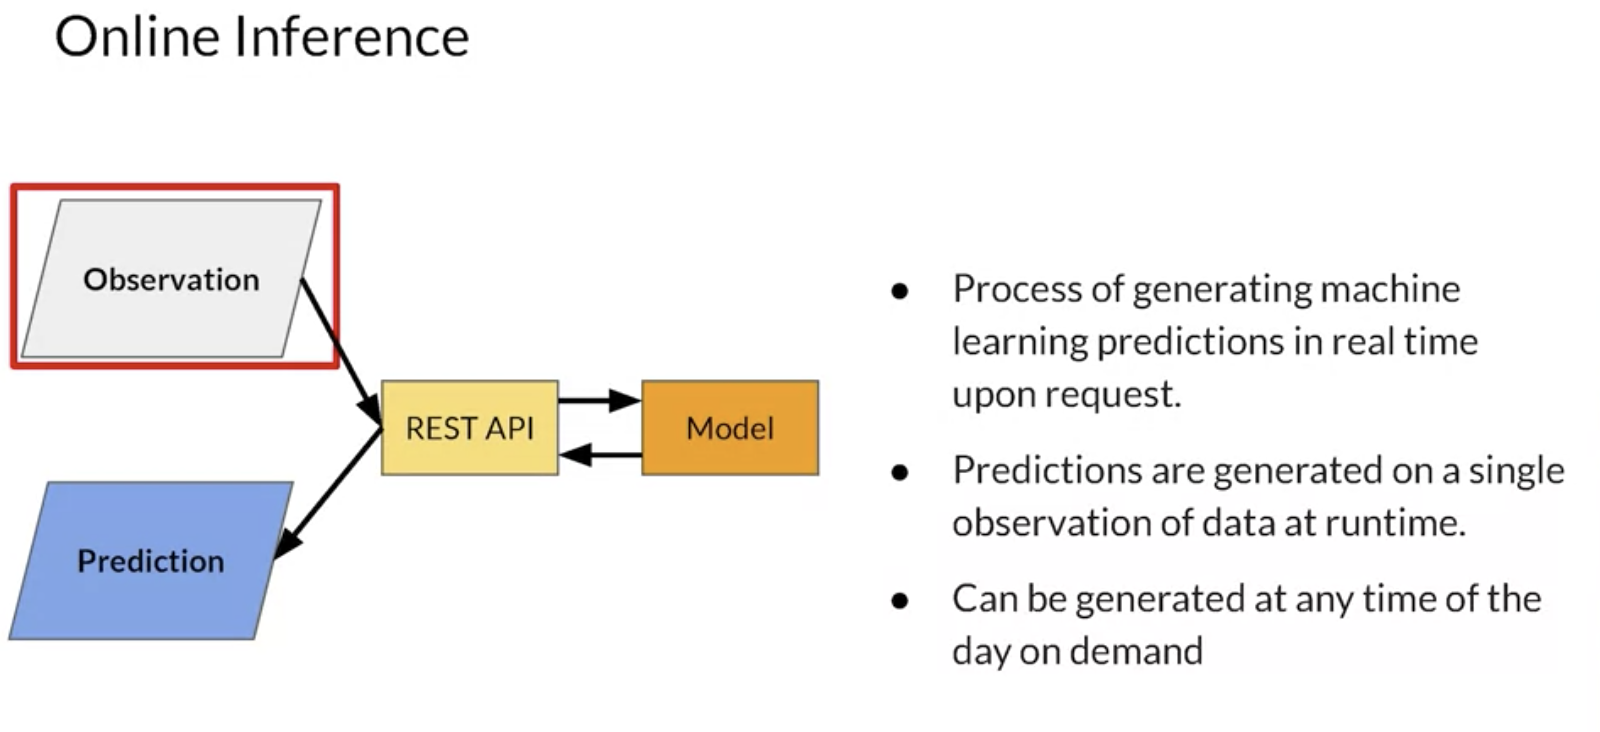 Online Inference
Observation
REST API
Model
Prediction
● Process of generating machine
learning predictions in real time
upon request.
● Predictions are generated on a single
observation of data at runtime.
● Can be generated at any time of the
day on demand